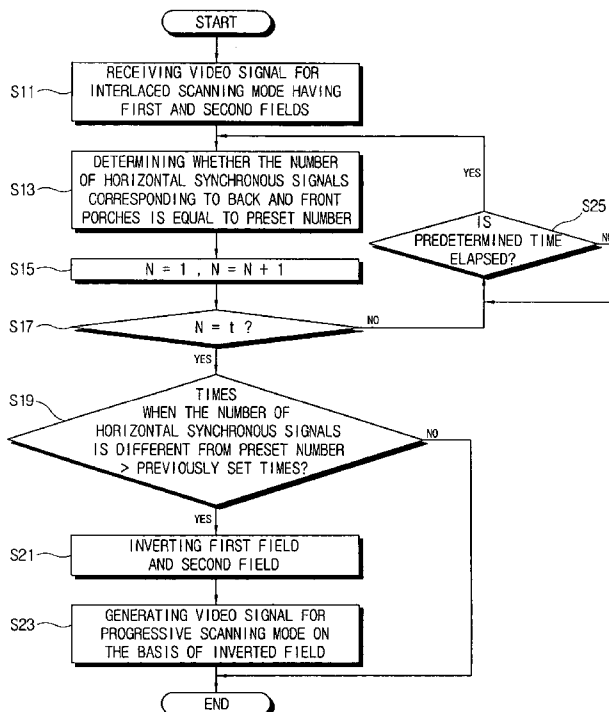 START
S11
RECEIVING VIDEO SIGNAL FOR
INTERLACED SCANNING MODE HAVING
FIRST AND SECOND FIELDS
S13
DETERMINING WHETHER THE NUMBER
OF HORIZONTAL SYNCHRONOUS SIGNALS
CORRESPONDING TO BACK AND FRONT
PORCHES IS EQUAL TO PRESET NUMBER
YES
S25
IS
PREDETERMINED TIME
ELAPSED?
NO
S15
N = 1 , N = N + 1
S17
N = t ?
NO
YES
S19
TIMES
WHEN THE NUMBER OF
HORIZONTAL SYNCHRONOUS SIGNALS
IS DIFFERENT FROM PRESET NUMBER
> PREVIOUSLY SET TIMES?
NO
YES
S21
INVERTING FIRST FIELD
AND SECOND FIELD
S23
GENERATING VIDEO SIGNAL FOR
PROGRESSIVE SCANNING MODE ON
THE BASIS OF INVERTED FIELD
END